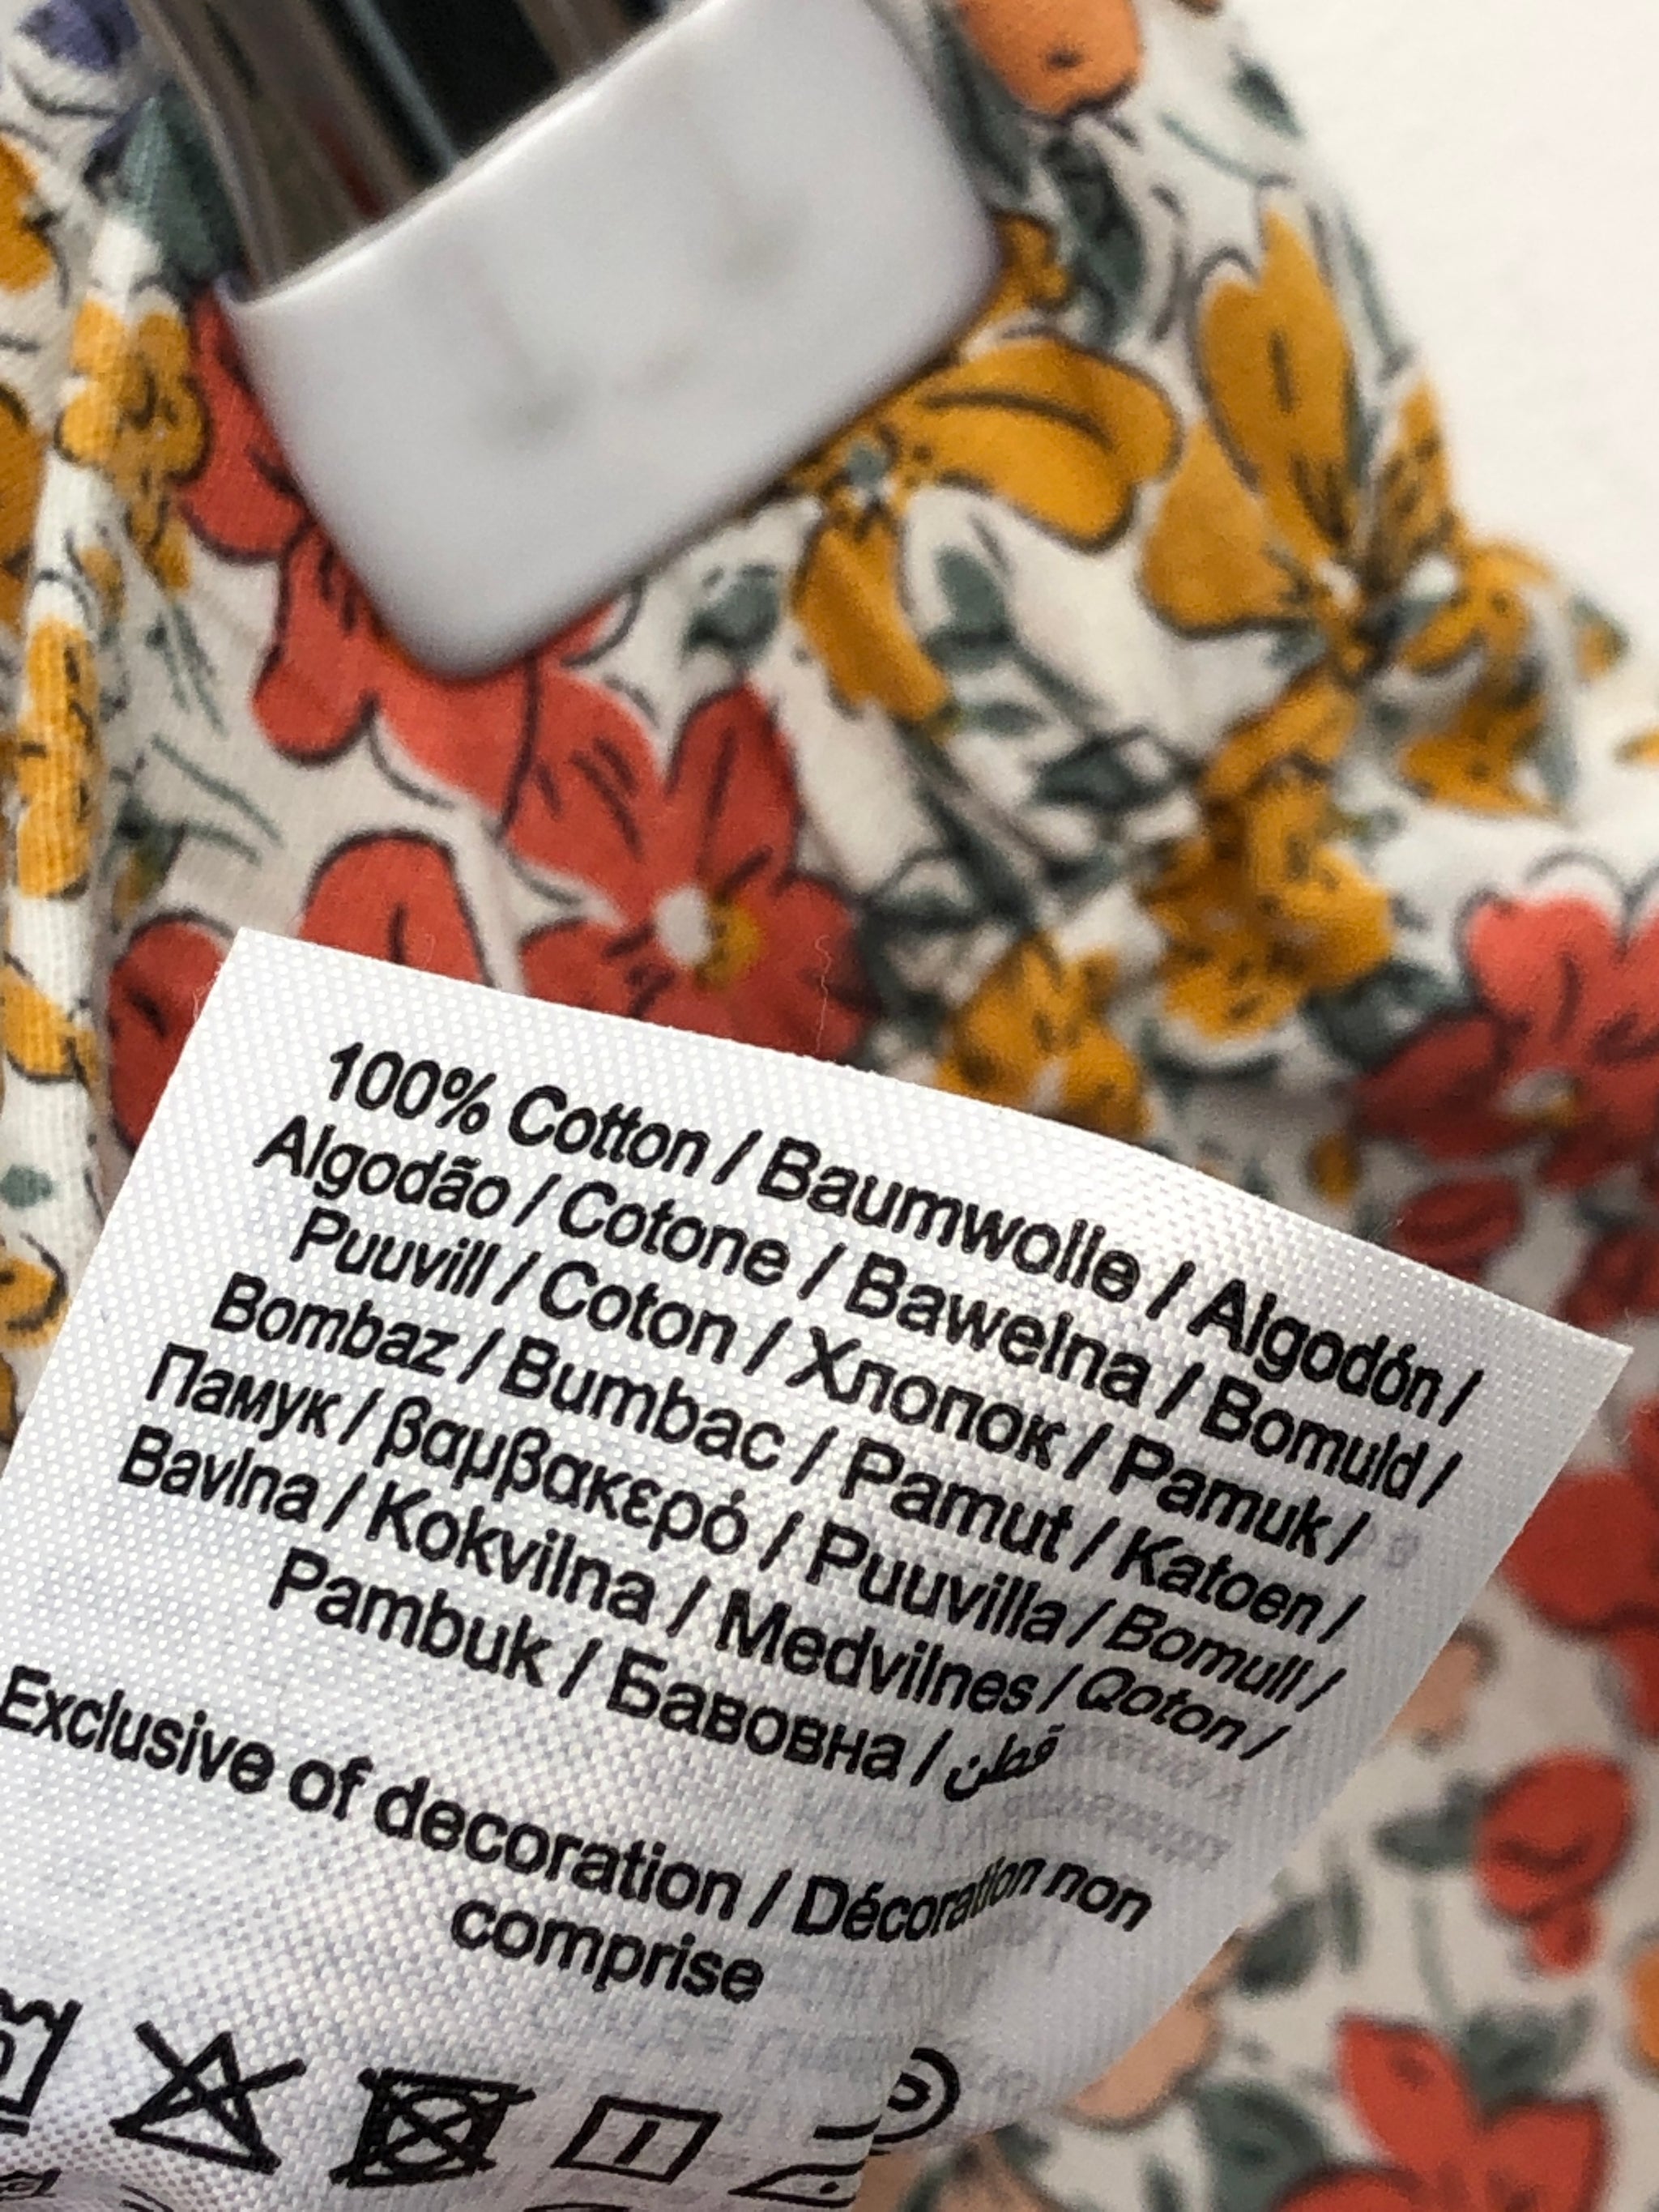 100% Cotton / Baumwolle / Algodón /
Algodão / Cotone / Bawełna / Bomuld /
Puuvill / Coton / Хлопок / Pamuk /
Bombaz / Bumbac / Pamut / Katoen /
Памук / βαμβακερό / Puuvilla / Bomull /
Bavlna / Kokvilna / Medvilnes / Qoton /
Pambuk / Бавовна / قطن
Exclusive of decoration / Décoration non
comprise